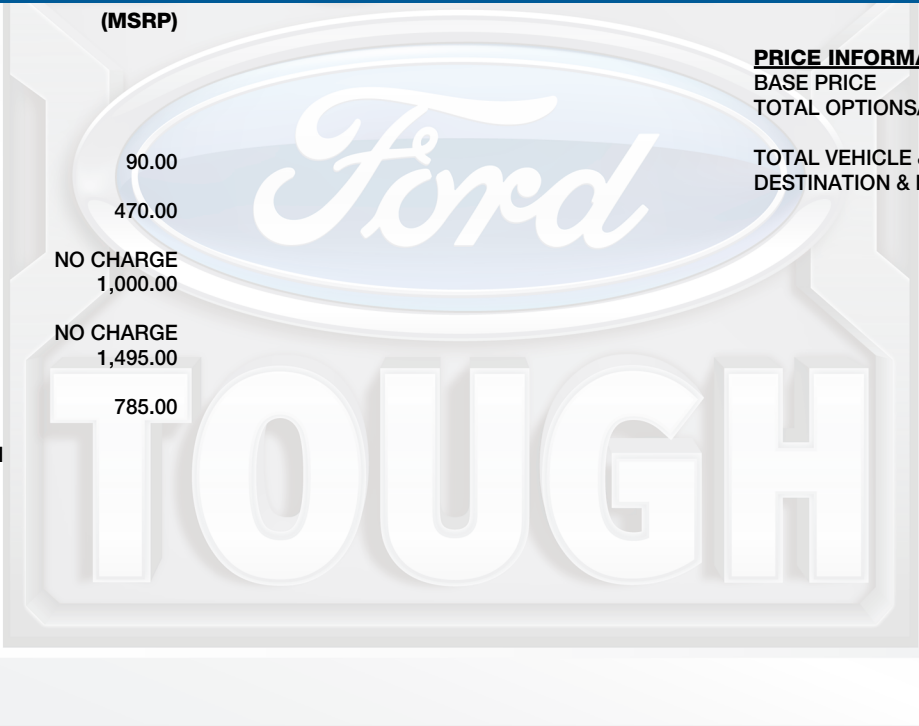 (MSRP)
90.00
470.00
NO CHARGE
1,000.00
NO CHARGE
1,495.00
785.00
PRICE INFORMA
BASE PRICE
TOTAL OPTIONS
TOTAL VEHICLE &
DESTINATION &
Ford
TOUGH